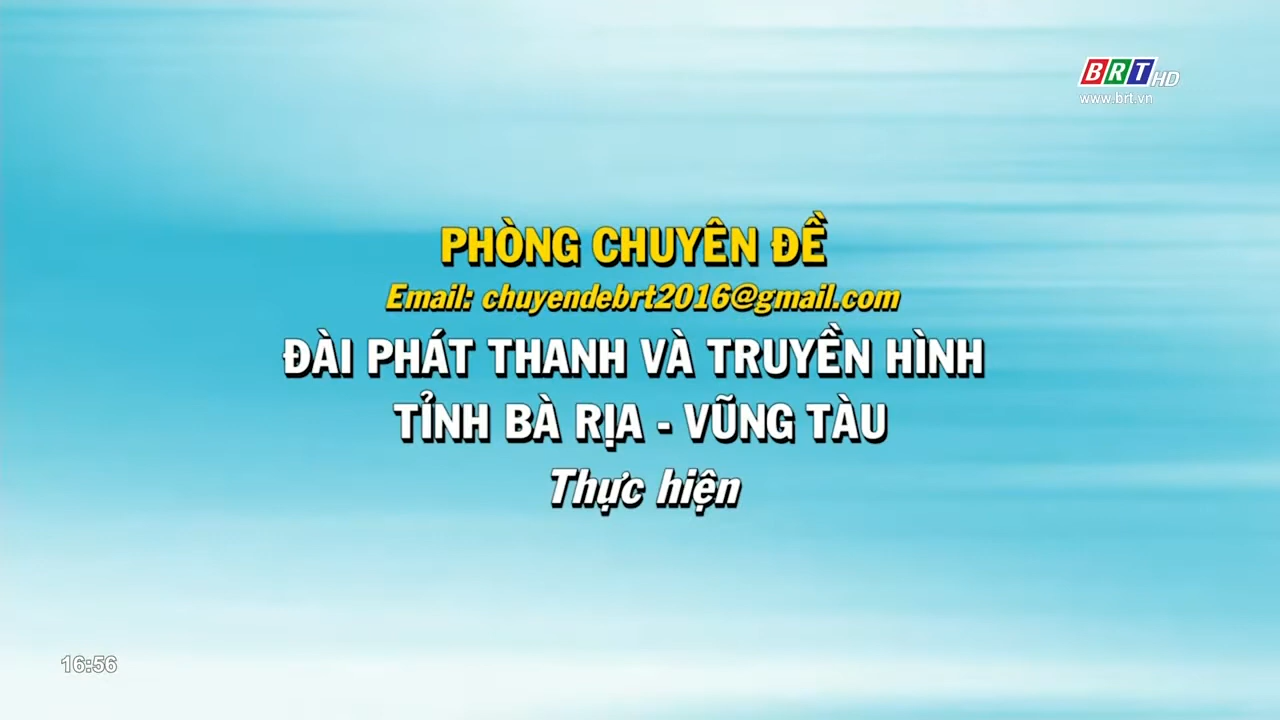 BRT HD
www.brt.vn
PHÒNG CHUYÊN ĐỀ
Email: chuyendebrt2016@gmail.com
ĐÀI PHÁT THANH VÀ TRUYỀN HÌNH
TỈNH BÀ RỊA - VŨNG TÀU
Thực hiện
16:56